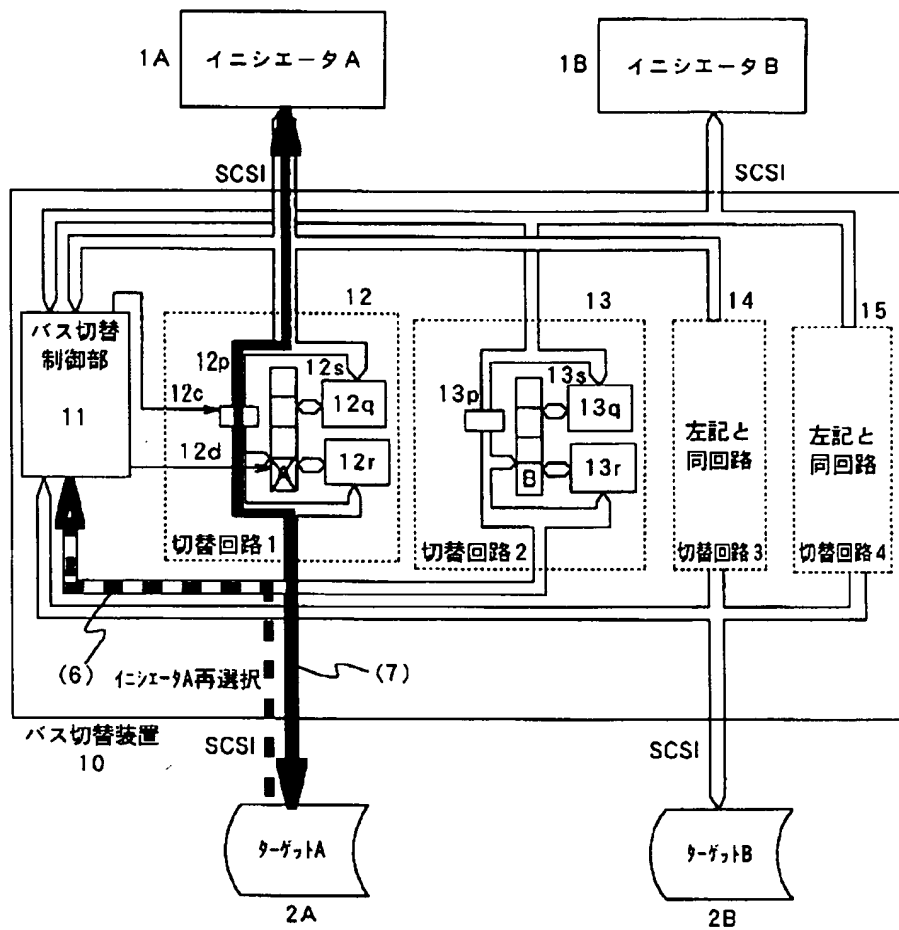 1A
イニシエータA
1B
イニシエータB
SCSI
SCSI
12
13
14
15
バス切替
制御部
11
12p
12s
12q
12c
12d
12r
A
切替回路1
13p
13s
13q
13r
B
切替回路2
左記と
同回路
切替回路3
左記と
同回路
切替回路4
(6)
イニシエータA再選択
(7)
バス切替装置
10
SCSI
SCSI
ターゲットA
2A
ターゲットB
2B